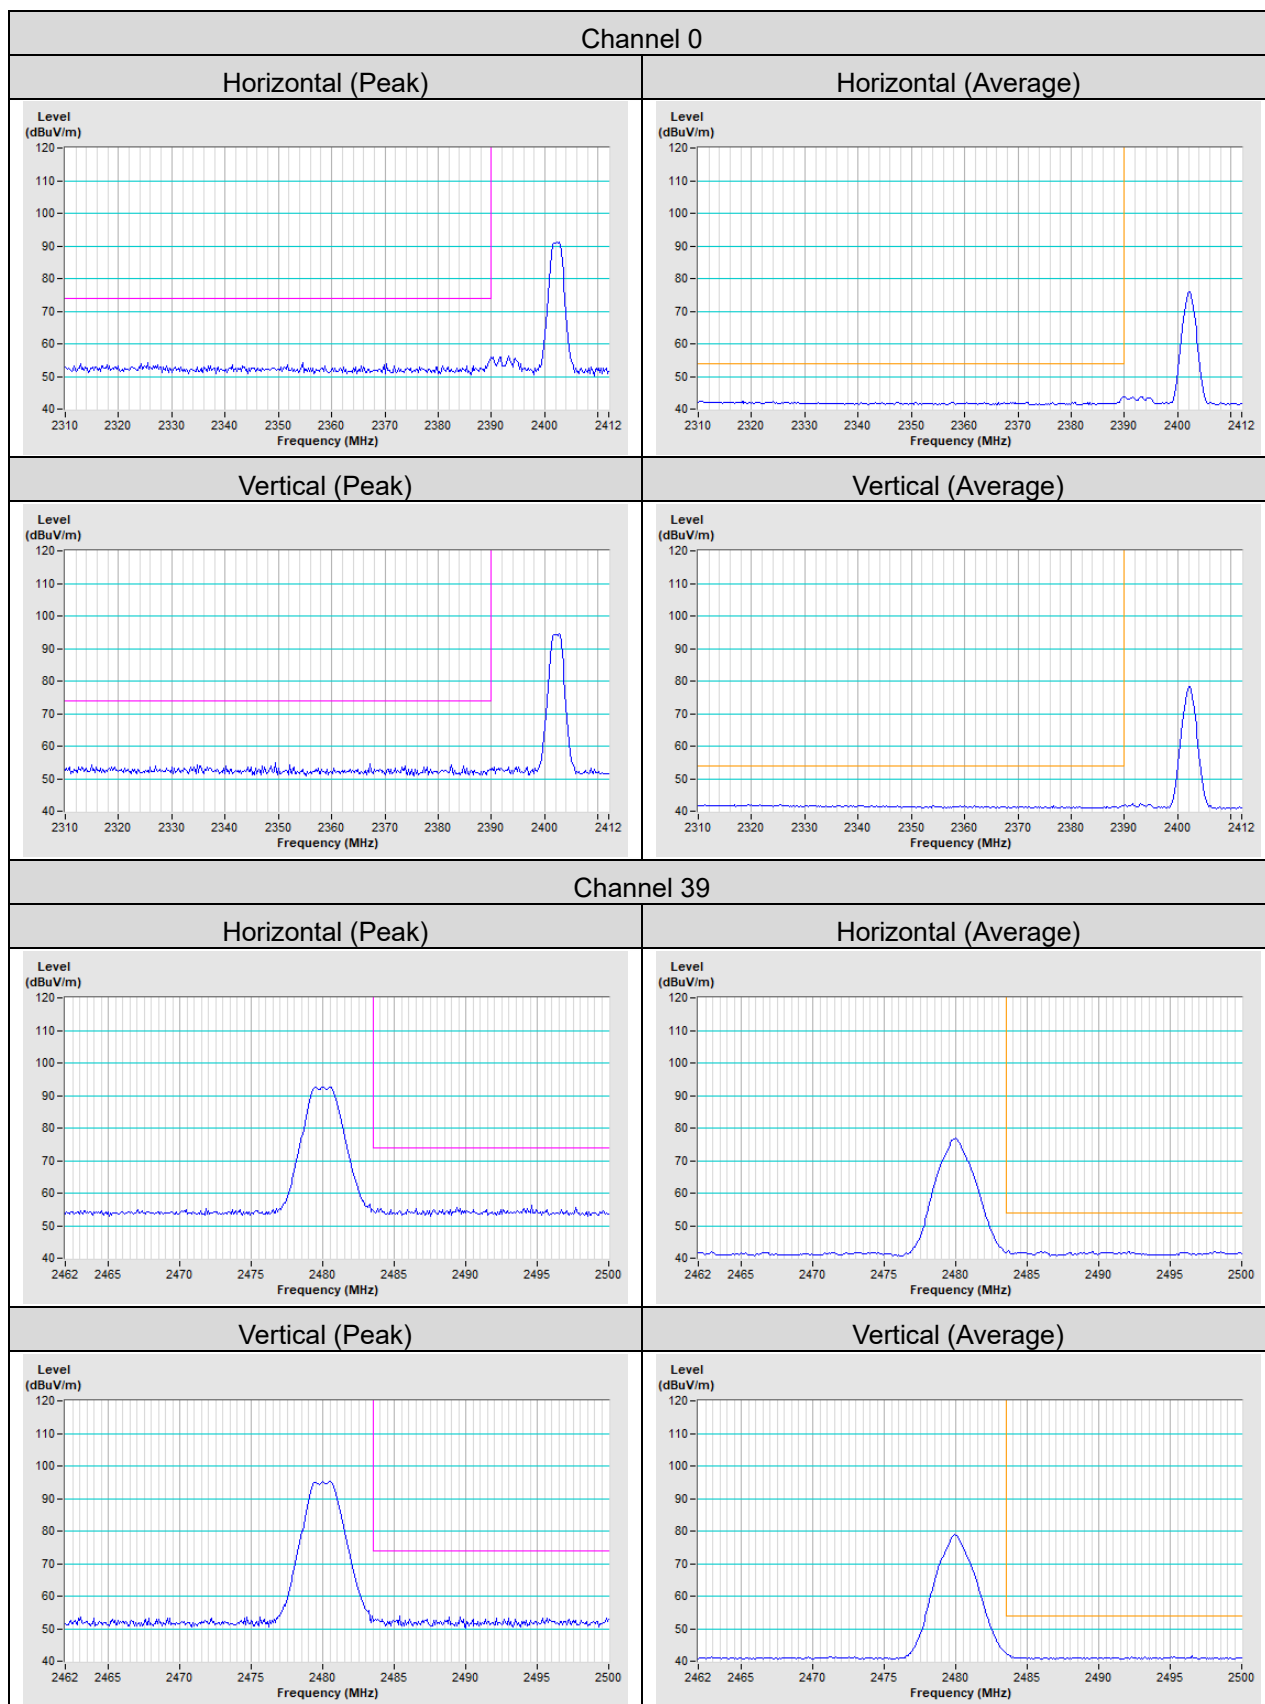 Channel 0
Horizontal (Peak)
Horizontal (Average)
Level
(dBuV/m)
120
110
100
90
80
70
60
50
40
2310 2320 2330 2340 2350 2360 2370 2380 2390 2400 2412
Frequency (MHz)
Level
(dBuV/m)
120
110
100
90
80
70
60
50
40
2310 2320 2330 2340 2350 2360 2370 2380 2390 2400 2412
Frequency (MHz)
Vertical (Peak)
Vertical (Average)
Level
(dBuV/m)
120
110
100
90
80
70
60
50
40
2310 2320 2330 2340 2350 2360 2370 2380 2390 2400 2412
Frequency (MHz)
Level
(dBuV/m)
120
110
100
90
80
70
60
50
40
2310 2320 2330 2340 2350 2360 2370 2380 2390 2400 2412
Frequency (MHz)
Channel 39
Horizontal (Peak)
Horizontal (Average)
Level
(dBuV/m)
120
110
100
90
80
70
60
50
40
2462 2465 2470 2475 2480 2485 2490 2495 2500
Frequency (MHz)
Level
(dBuV/m)
120
110
100
90
80
70
60
50
40
2462 2465 2470 2475 2480 2485 2490 2495 2500
Frequency (MHz)
Vertical (Peak)
Vertical (Average)
Level
(dBuV/m)
120
110
100
90
80
70
60
50
40
2462 2465 2470 2475 2480 2485 2490 2495 2500
Frequency (MHz)
Level
(dBuV/m)
120
110
100
90
80
70
60
50
40
2462 2465 2470 2475 2480 2485 2490 2495 2500
Frequency (MHz)